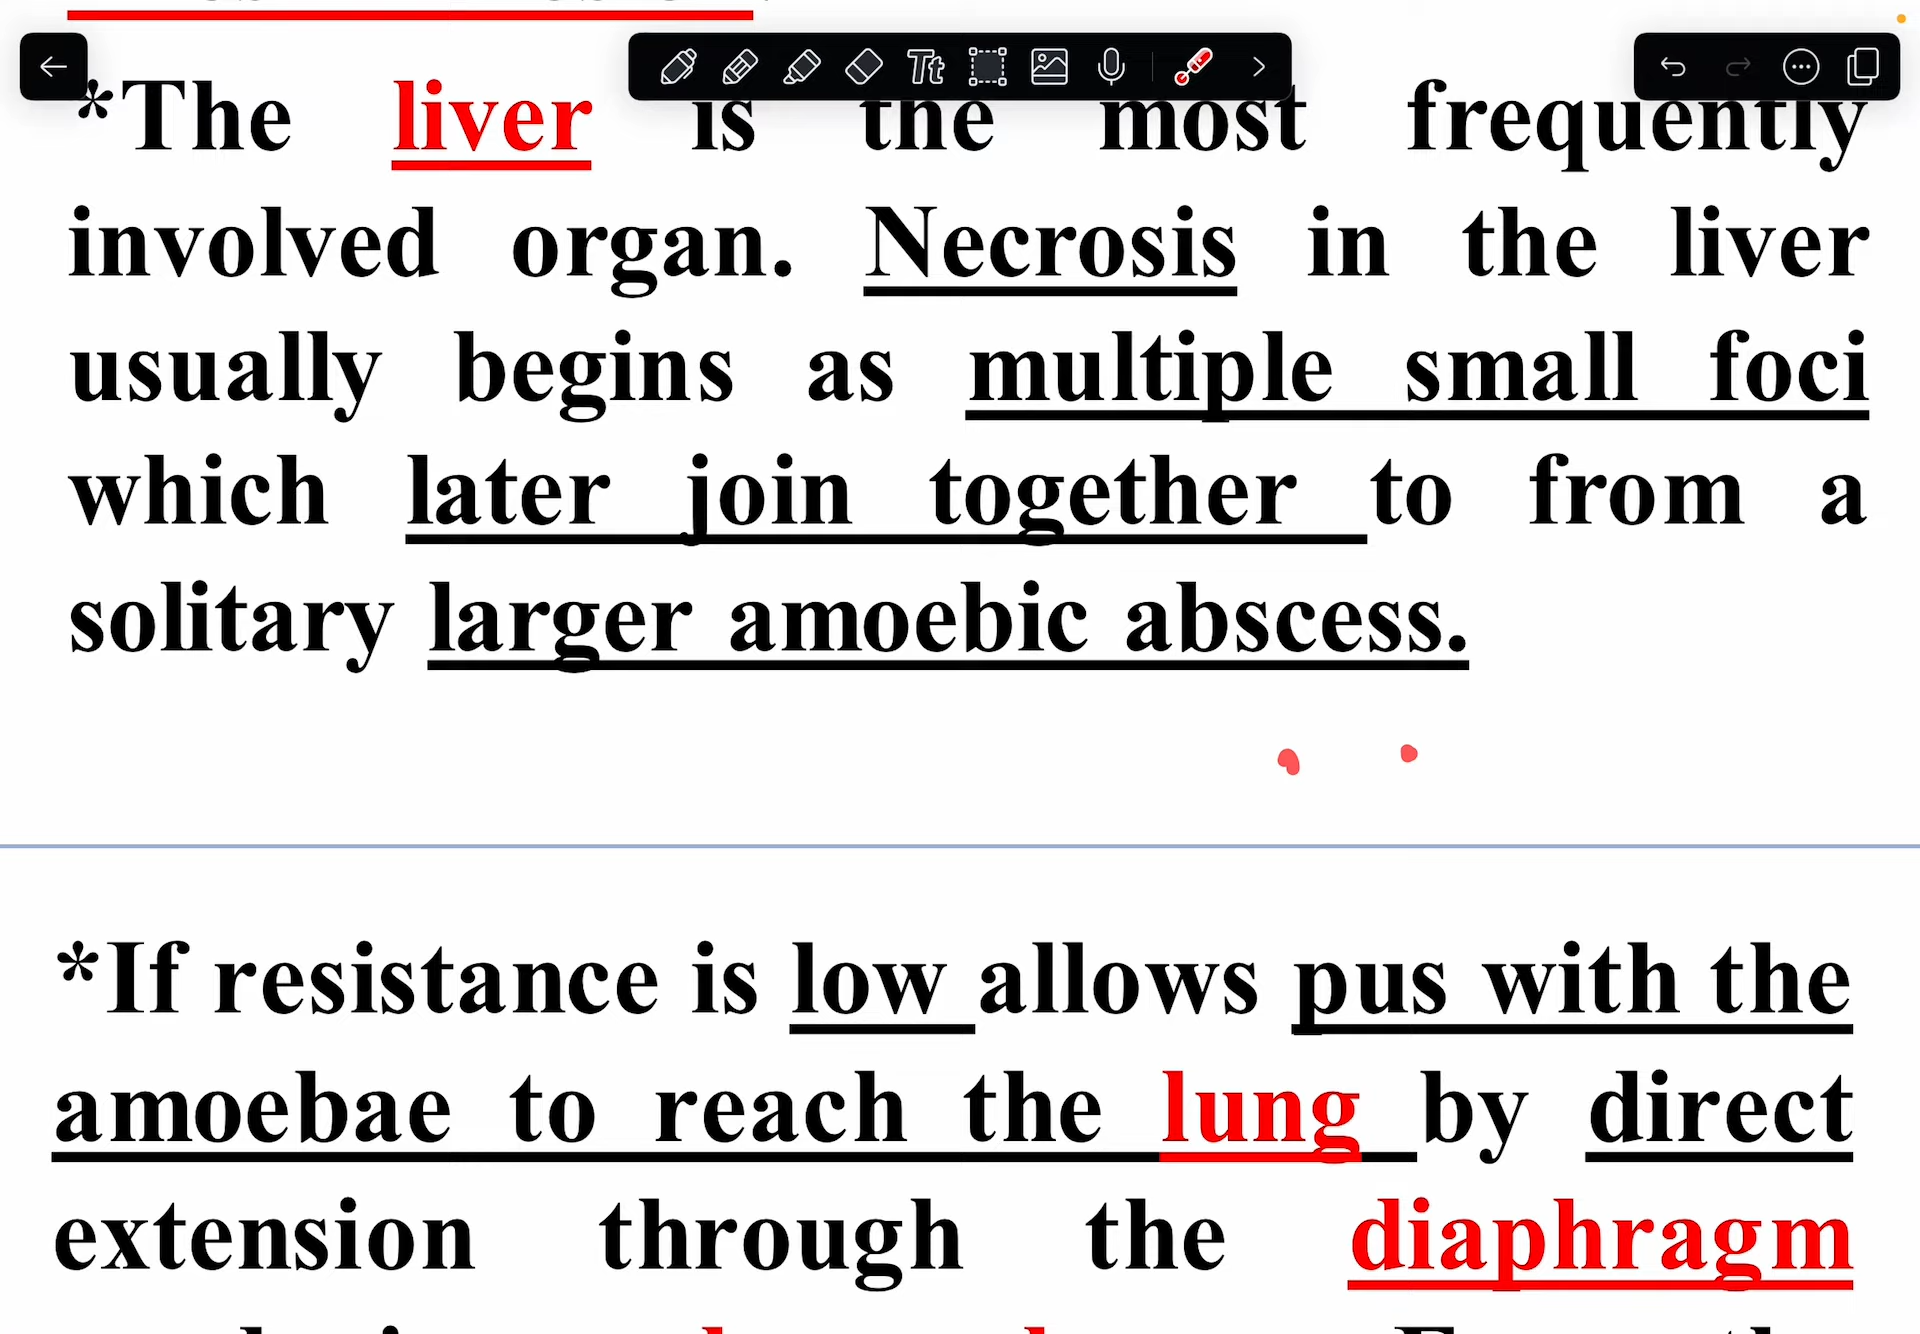 *The liver is the most frequently
involved organ. Necrosis in the liver
usually begins as multiple small foci
which later join together to from a
solitary larger amoebic abscess.
*If resistance is low allows pus with the
amoebae to reach the lung by direct
extension through the diaphragm